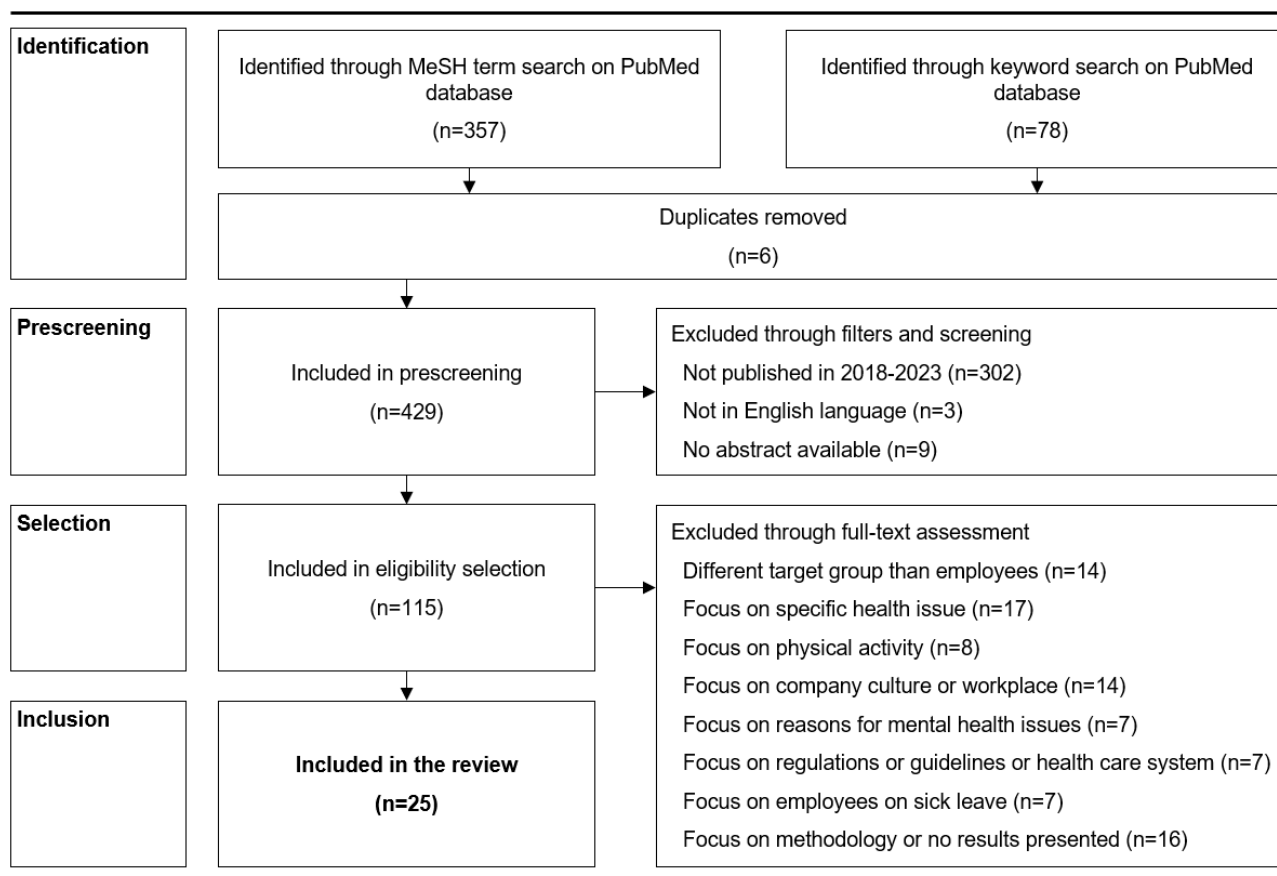 Identification
Identified through MeSH term search on PubMed
database
(n=357)
Identified through keyword search on PubMed
database
(n=78)
Duplicates removed
(n=6)
Prescreening
Included in prescreening
(n=429)
Excluded through filters and screening
Not published in 2018-2023 (n=302)
Not in English language (n=3)
No abstract available (n=9)
Selection
Included in eligibility selection
(n=115)
Excluded through full-text assessment
Different target group than employees (n=14)
Focus on specific health issue (n=17)
Focus on physical activity (n=8)
Focus on company culture or workplace (n=14)
Focus on reasons for mental health issues (n=7)
Focus on regulations or guidelines or health care system (n=7)
Focus on employees on sick leave (n=7)
Focus on methodology or no results presented (n=16)
Inclusion
Included in the review
(n=25)